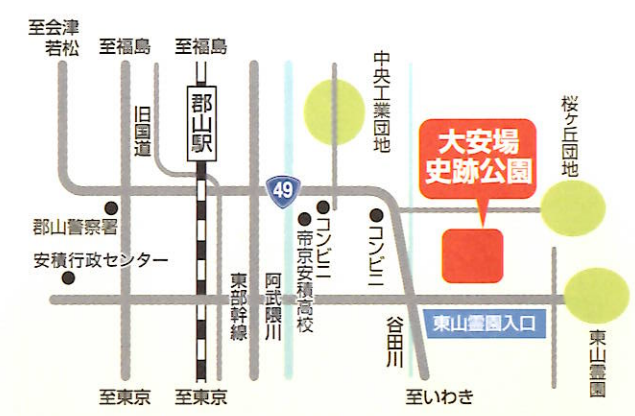 至会津
若松
至福島
至福島
旧国道
郡山駅
49
中央工業団地
大安場
史跡公園
桜ヶ丘団地
郡山警察署
安積行政センター
東部幹線
阿武隈川
帝京安積高校
コンビニ
コンビニ
谷田川
東山霊園入口
東山霊園
至東京
至東京
至いわき